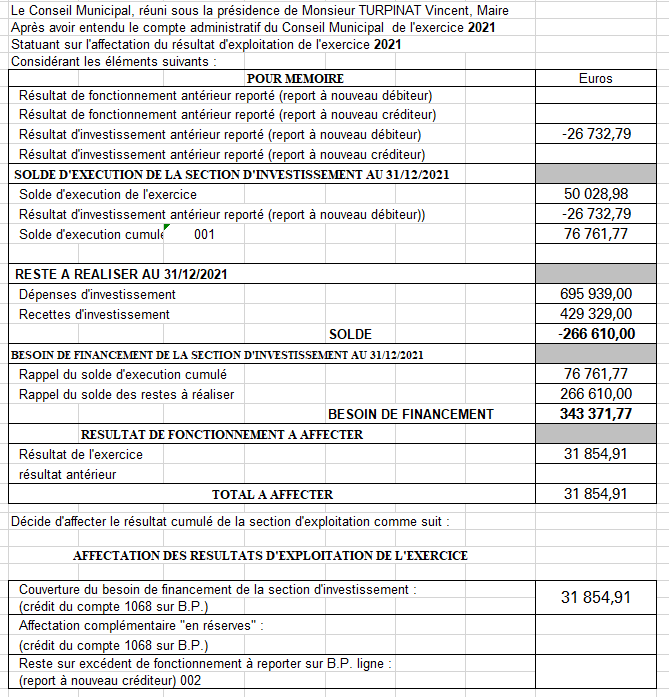 Le Conseil Municipal, réuni sous la présidence de Monsieur TURPINAT Vincent, Maire
Après avoir entendu le compte administratif du Conseil Municipal  de l'exercice 2021
Statuant sur l'affectation du résultat d'exploitation de l'exercice 2021
Considérant les éléments suivants :
POUR MEMOIRE Euros
Résultat de fonctionnement antérieur reporté (report à nouveau débiteur)
Résultat de fonctionnement antérieur reporté (report à nouveau créditeur)
Résultat d'investissement antérieur reporté (report à nouveau débiteur) -26 732,79
Résultat d'investissement antérieur reporté (report à nouveau créditeur)
SOLDE D'EXECUTION DE LA SECTION D'INVESTISSEMENT AU 31/12/2021
Solde d'execution de l'exercice 50 028,98
Résultat d'investissement antérieur reporté (report à nouveau débiteur)) -26 732,79
Solde d'execution cumulé 001 76 761,77
RESTE A REALISER AU 31/12/2021
Dépenses d'investissement 695 939,00
Recettes d'investissement 429 329,00
SOLDE -266 610,00
BESOIN DE FINANCEMENT DE LA SECTION D'INVESTISSEMENT AU 31/12/2021
Rappel du solde d'execution cumulé 76 761,77
Rappel du solde des restes à réaliser 266 610,00
BESOIN DE FINANCEMENT 343 371,77
RESULTAT DE FONCTIONNEMENT A AFFECTER
Résultat de l'exercice 31 854,91
résultat antérieur
TOTAL A AFFECTER 31 854,91
Décide d'affecter le résultat cumulé de la section d'exploitation comme suit :
AFFECTATION DES RESULTATS D'EXPLOITATION DE L'EXERCICE
Couverture du besoin de financement de la section d'investissement :
(crédit du compte 1068 sur B.P.) 31 854,91
Affectation complémentaire "en réserves" :
(crédit du compte 1068 sur B.P.)
Reste sur excédent de fonctionnement à reporter sur B.P. ligne :
(report à nouveau créditeur) 002